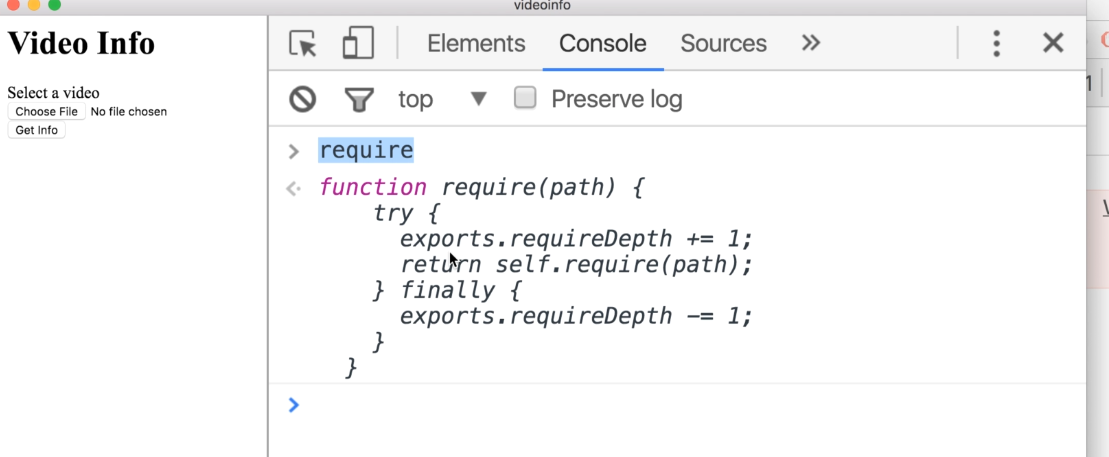 videoinfo
Video Info
Select a video
Choose File No file chosen
Get Info
Elements Console Sources »
top ▼ Preserve log
> require
function require(path) {
try {
exports.requireDepth += 1;
return self.require(path);
} finally {
exports.requireDepth -= 1;
}
}
>